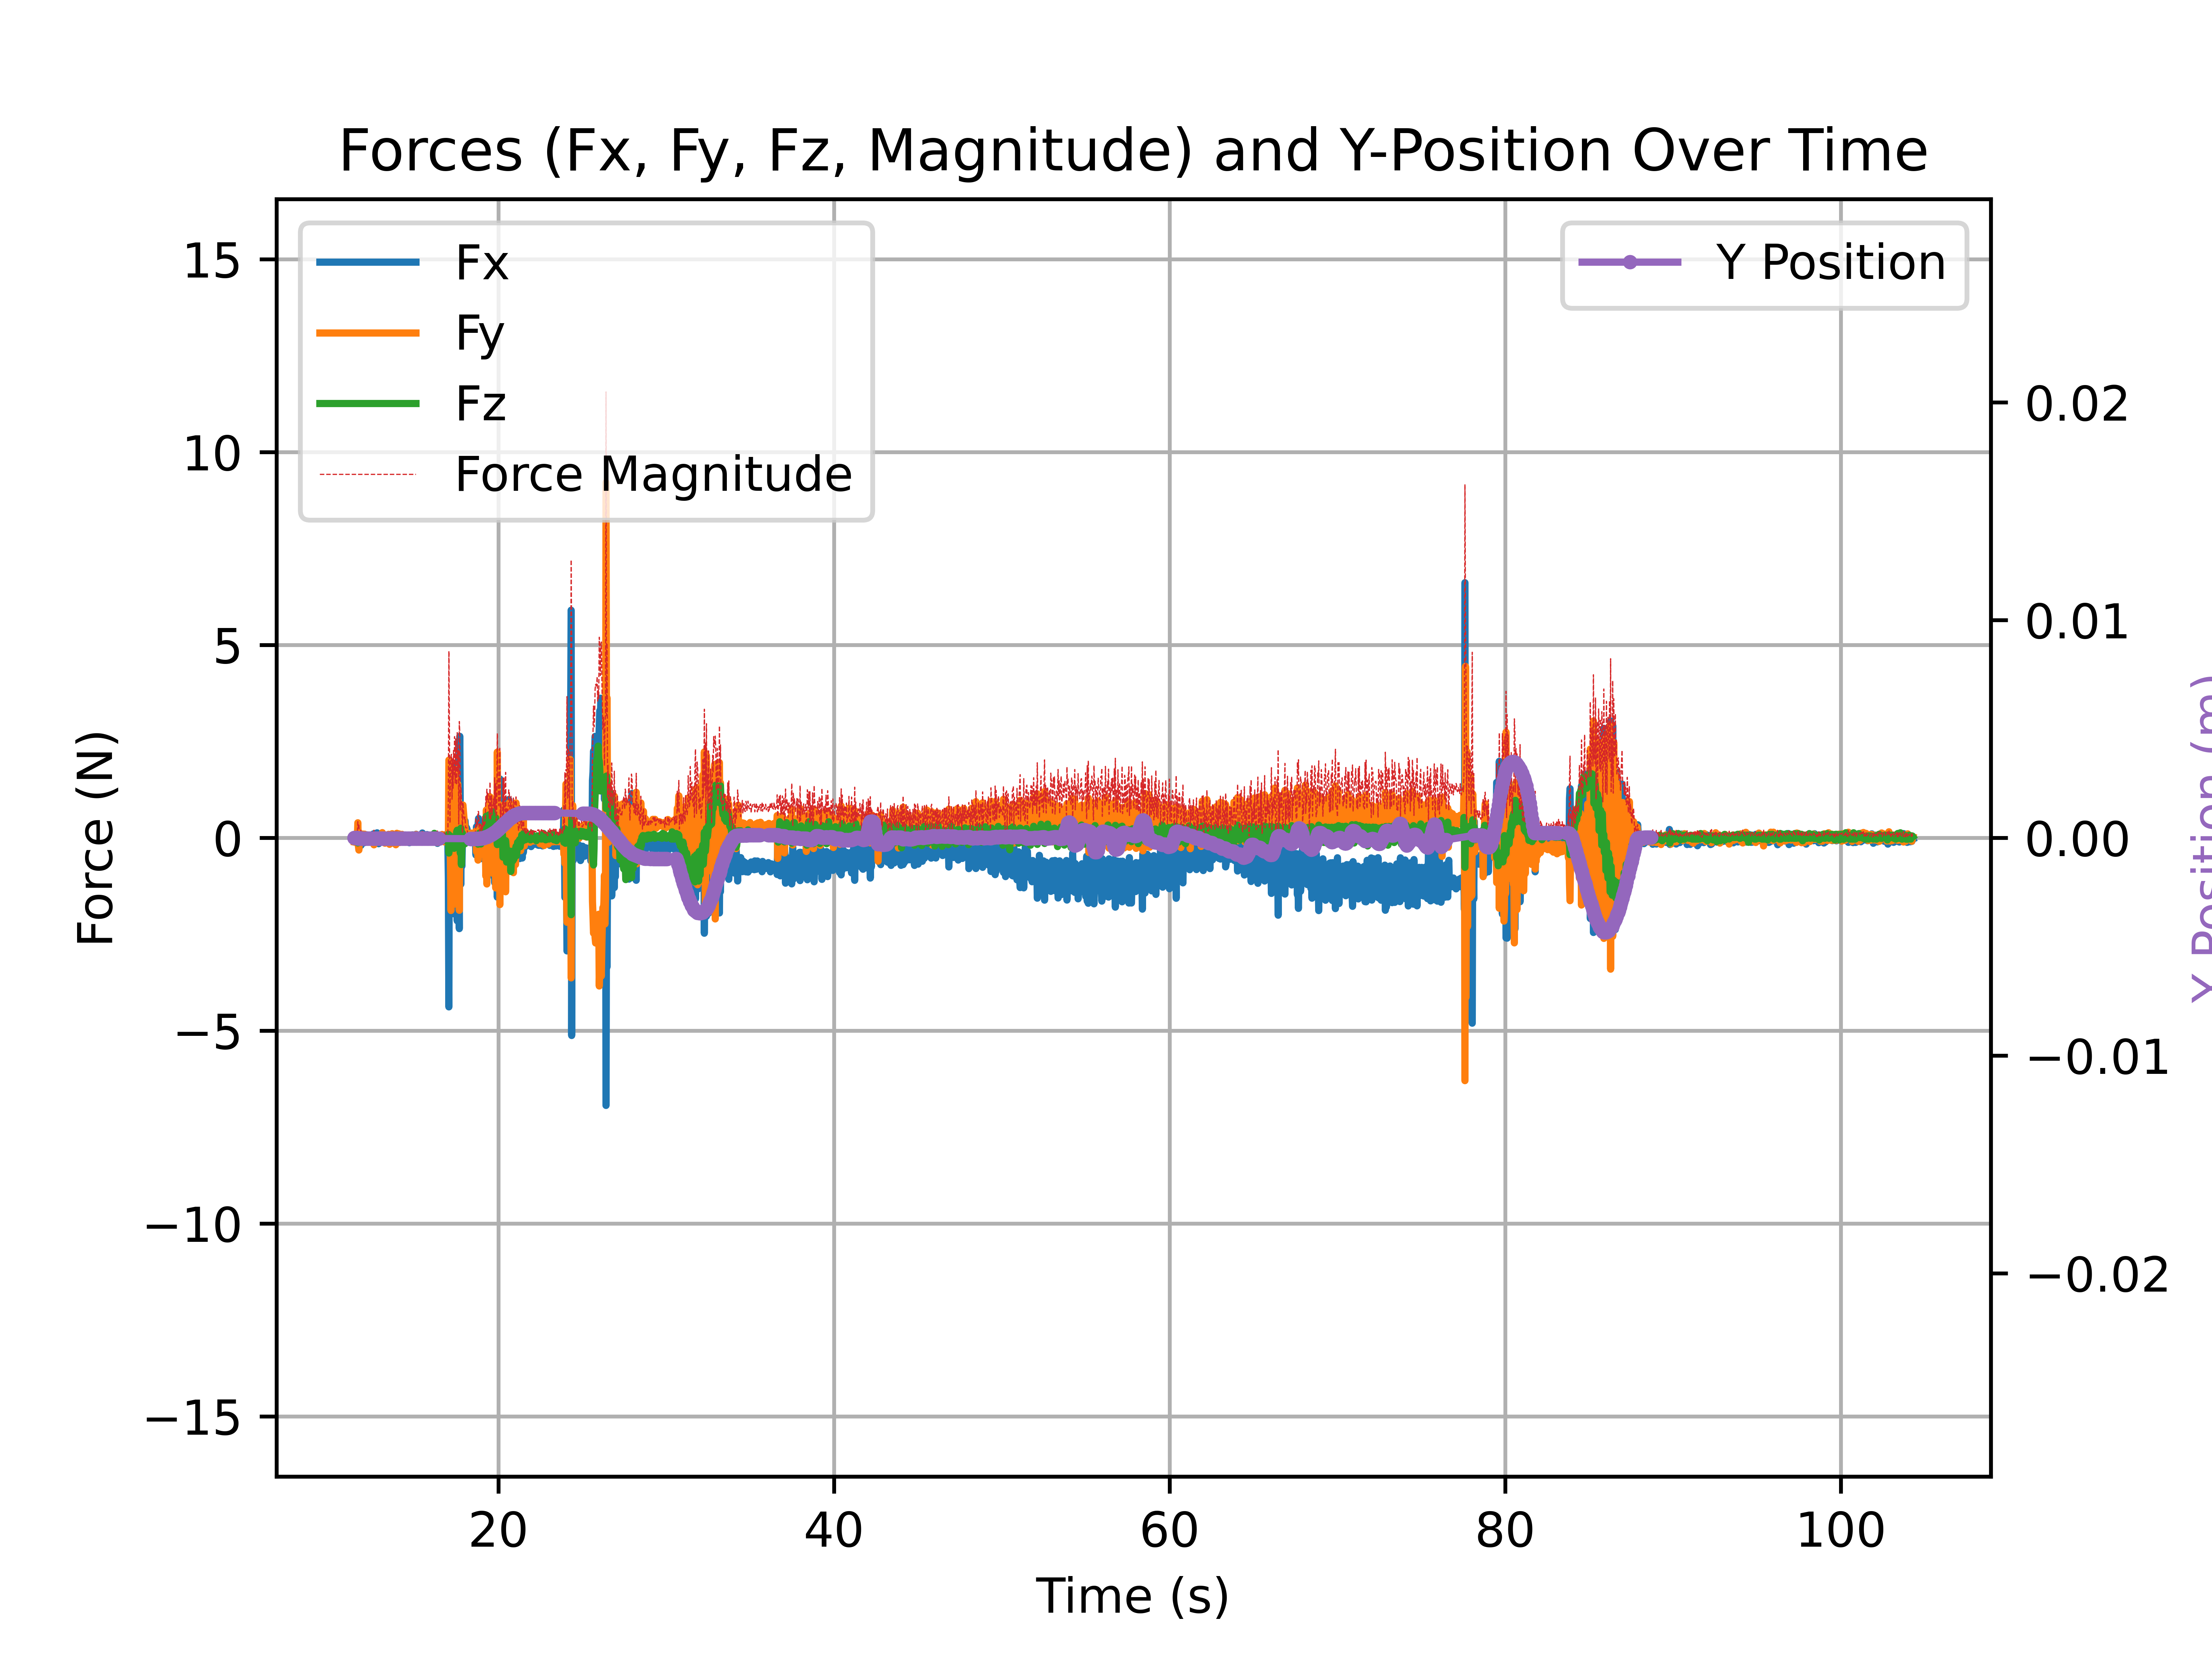 Forces (Fx, Fy, Fz, Magnitude) and Y-Position Over Time
Fx
Fy
Fz
Force Magnitude
Y Position
15
10
5
0
−5
−10
−15
Force (N)
0.02
0.01
0.00
−0.01
−0.02
Y Position (m)
20
40
60
80
100
Time (s)